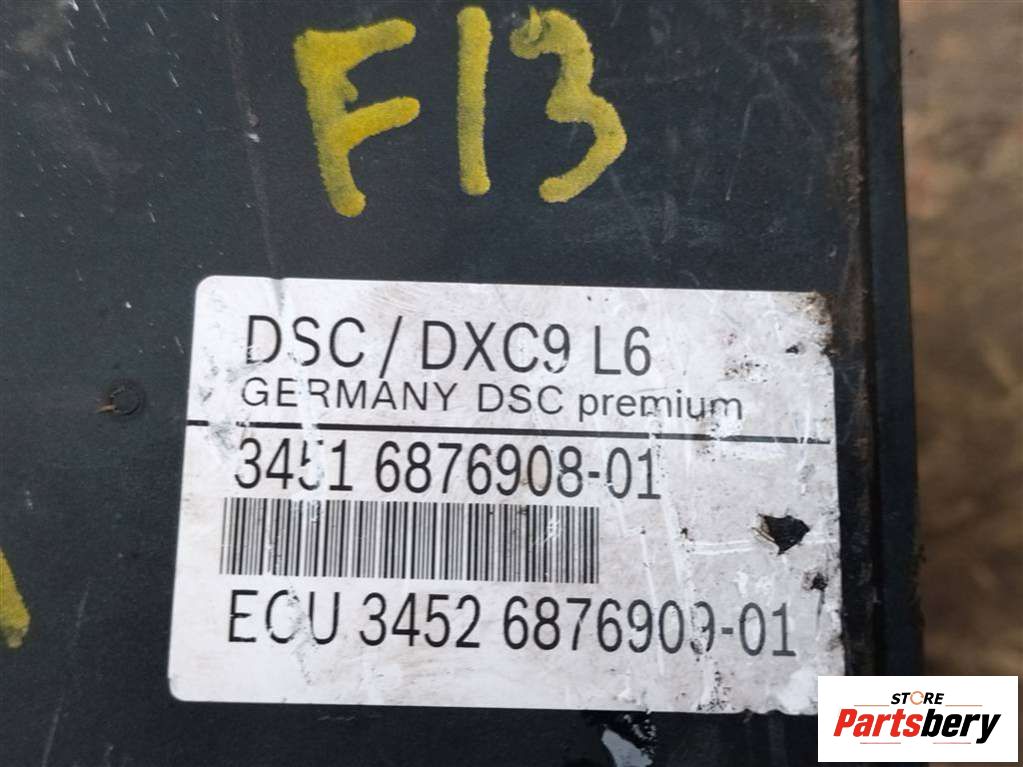 F13
DSC / DXC9 L6
GERMANY DSC premium
3451 6876908-01
ECU 3452 6876909-01
STORE
Partsbery